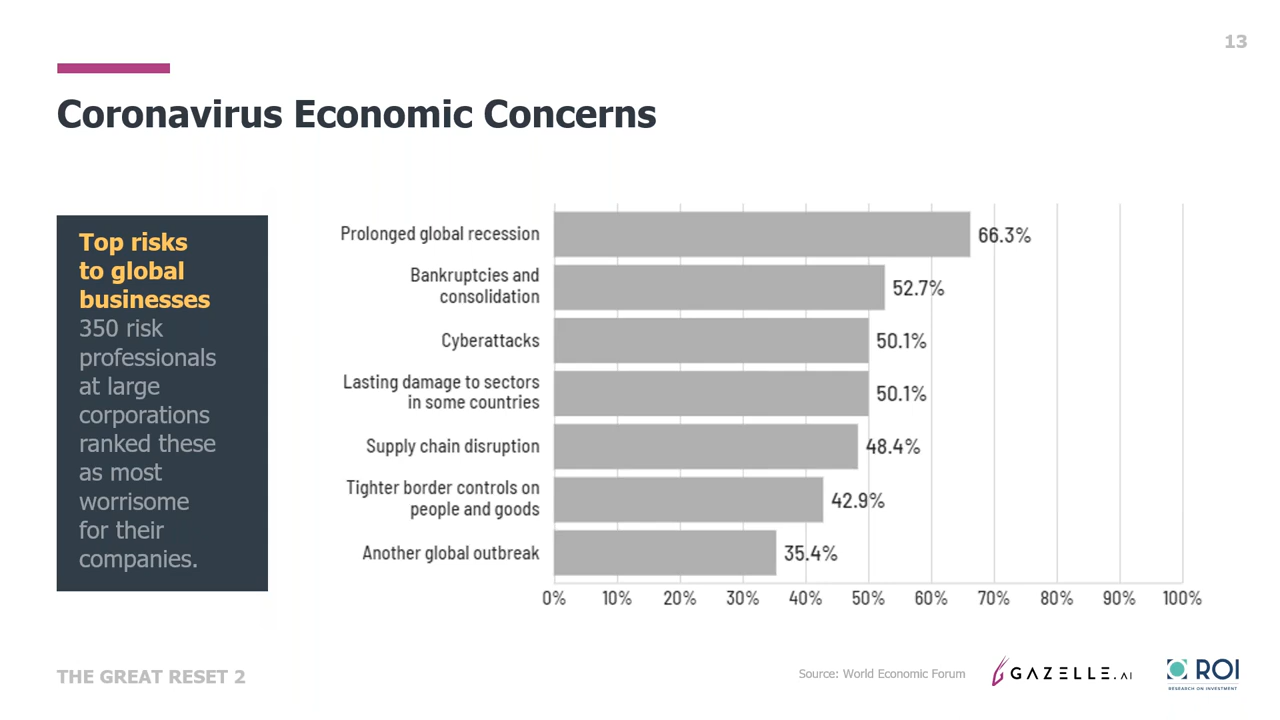 13
Coronavirus Economic Concerns
Top risks
to global
businesses
350 risk
professionals
at large
corporations
ranked these
as most
worrisome
for their
companies.
Prolonged global recession
66.3%
Bankruptcies and
consolidation
52.7%
Cyberattacks
50.1%
Lasting damage to sectors
in some countries
50.1%
Supply chain disruption
48.4%
Tighter border controls on
people and goods
42.9%
Another global outbreak
35.4%
0% 10% 20% 30% 40% 50% 60% 70% 80% 90% 100%
THE GREAT RESET 2
Source: World Economic Forum
GAZELLE.AI
ROI
RESEARCH ON INVESTMENT